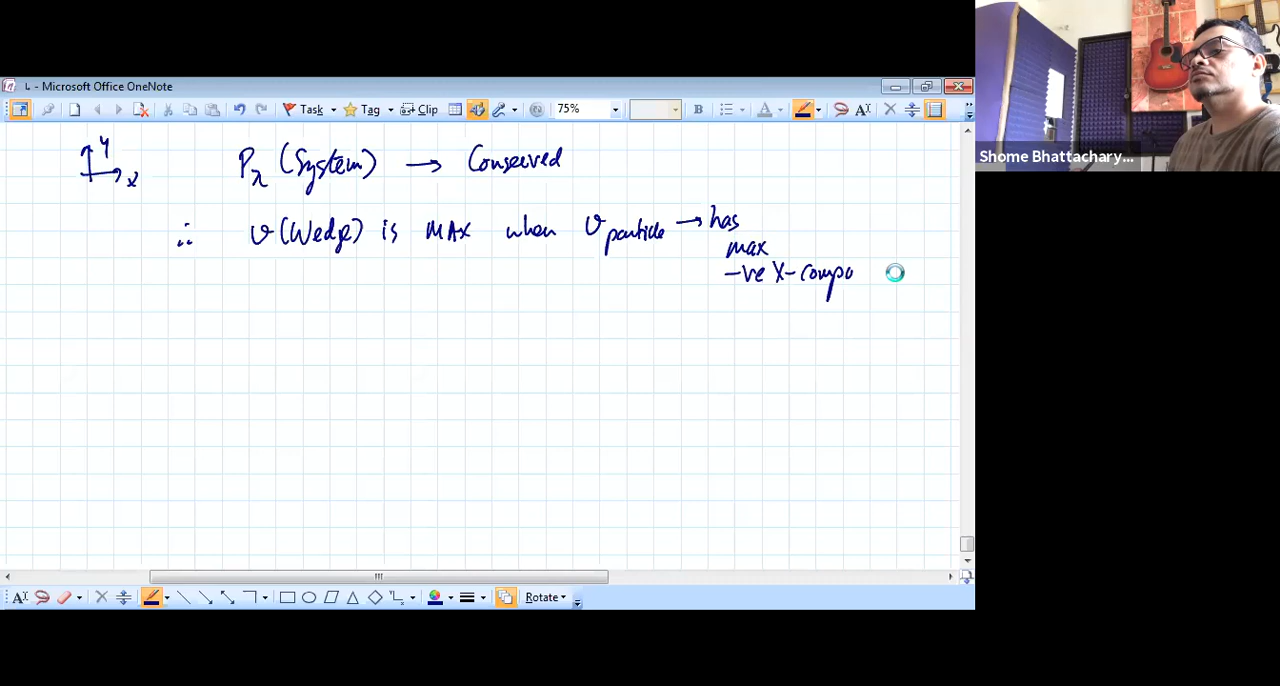 ч - Microsoft Office OneNote
Task Tag Clip 75% B A A
y
x
Px (System) → Conserved
∴ v(Wedge) is MAX when v particle → has
max
-ve X-compo
A Rotate
Shome Bhattachary...